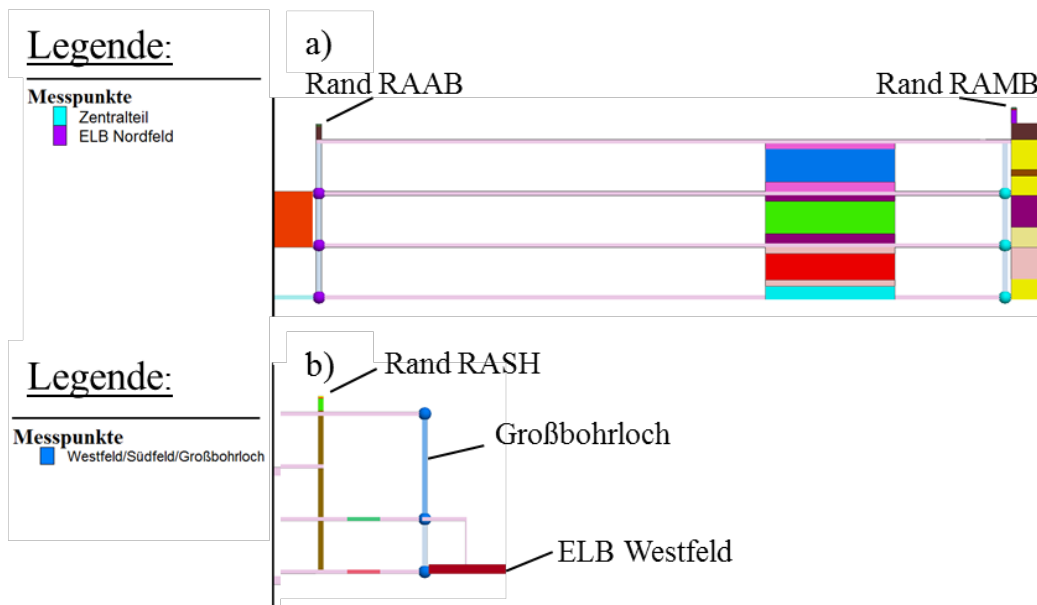 Legende:
Messpunkte
Zentralteil
ELB Nordfeld
a)
Rand RAAB
Rand RAMB
Legende:
Messpunkte
Westfeld/Südfeld/Großbohrloch
b)
Rand RASH
Großbohrloch
ELB Westfeld